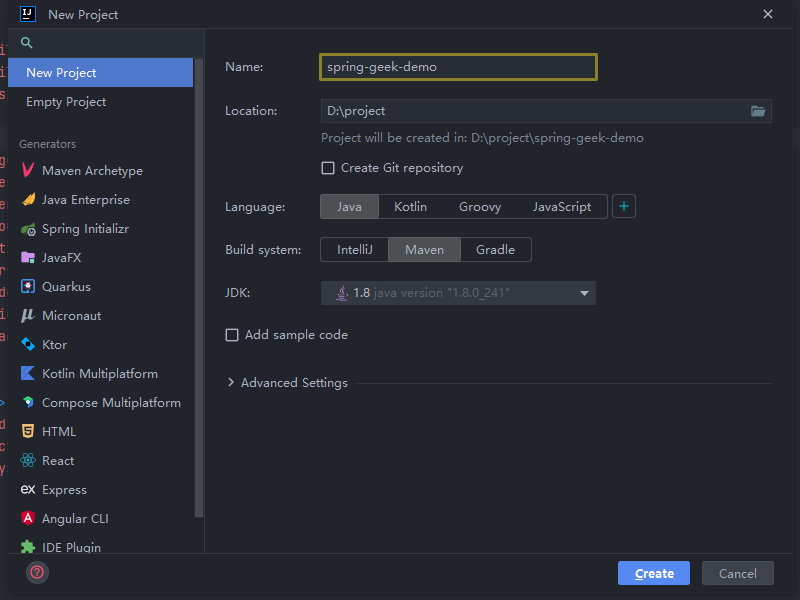 New Project
New Project
Empty Project
Generators
Maven Archetype
Java Enterprise
Spring Initializr
JavaFX
Quarkus
Micronaut
Ktor
Kotlin Multiplatform
Compose Multiplatform
HTML
React
ex Express
Angular CLI
IDE Plugin
Name: spring-geek-demo
Location: D:\project
Project will be created in: D:\project\spring-geek-demo
Create Git repository
Language: Java Kotlin Groovy JavaScript +
Build system: IntelliJ Maven Gradle
JDK: 1.8 java version "1.8.0_241"
Add sample code
Advanced Settings
? Create Cancel